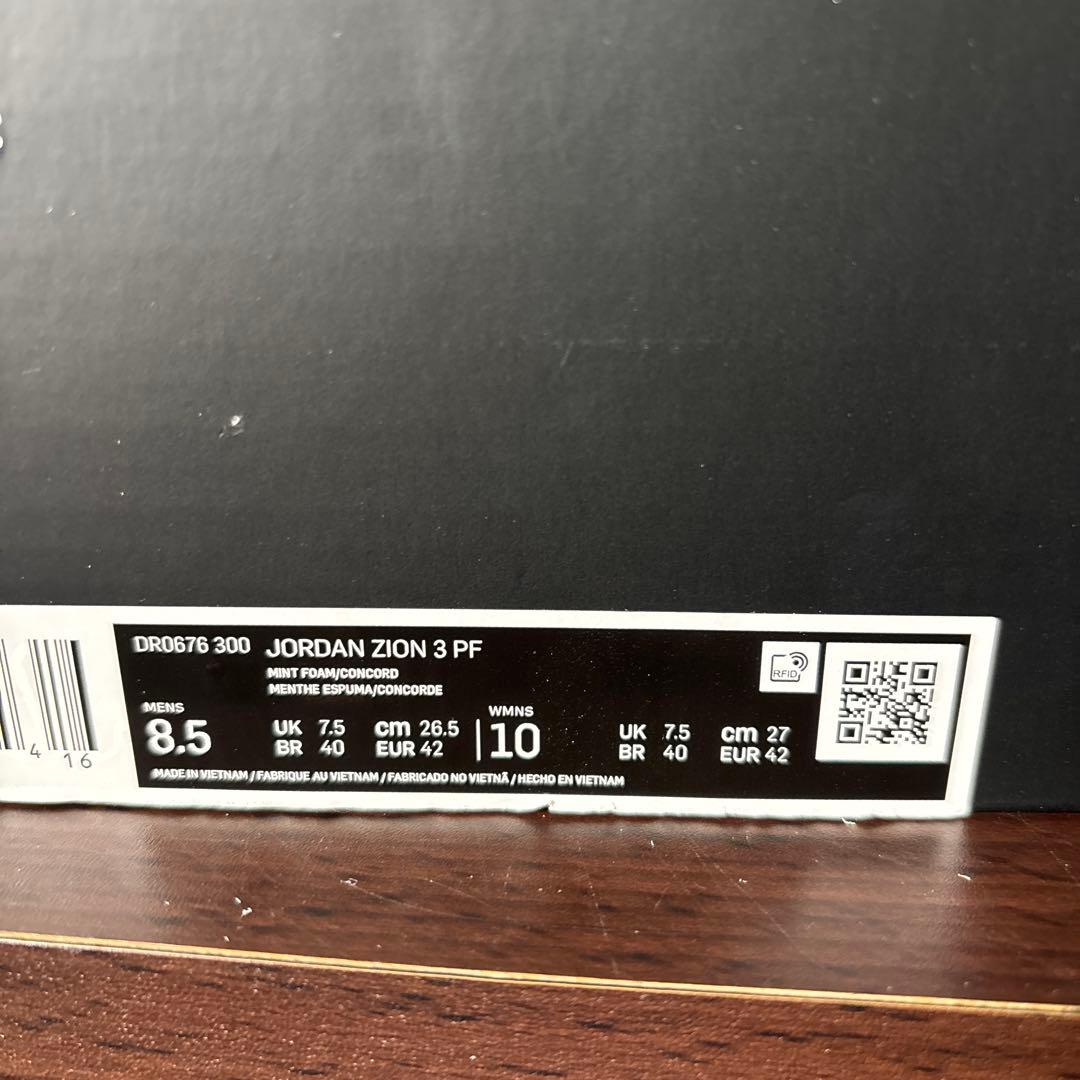 DR0676 300 JORDAN ZION 3 PF
MINT FOAM/CONCORD
MENTHE ESPUMA/CONCORDE
RFID
MENS
8.5
UK 7.5 cm 26.5
BR 40 EUR 42
WMNS
10
UK 7.5 cm 27
BR 40 EUR 42
MADE IN VIETNAM / FABRIQUE AU VIETNAM / FABRICADO NO VIETNÃ / HECHO EN VIETNAM
4 16